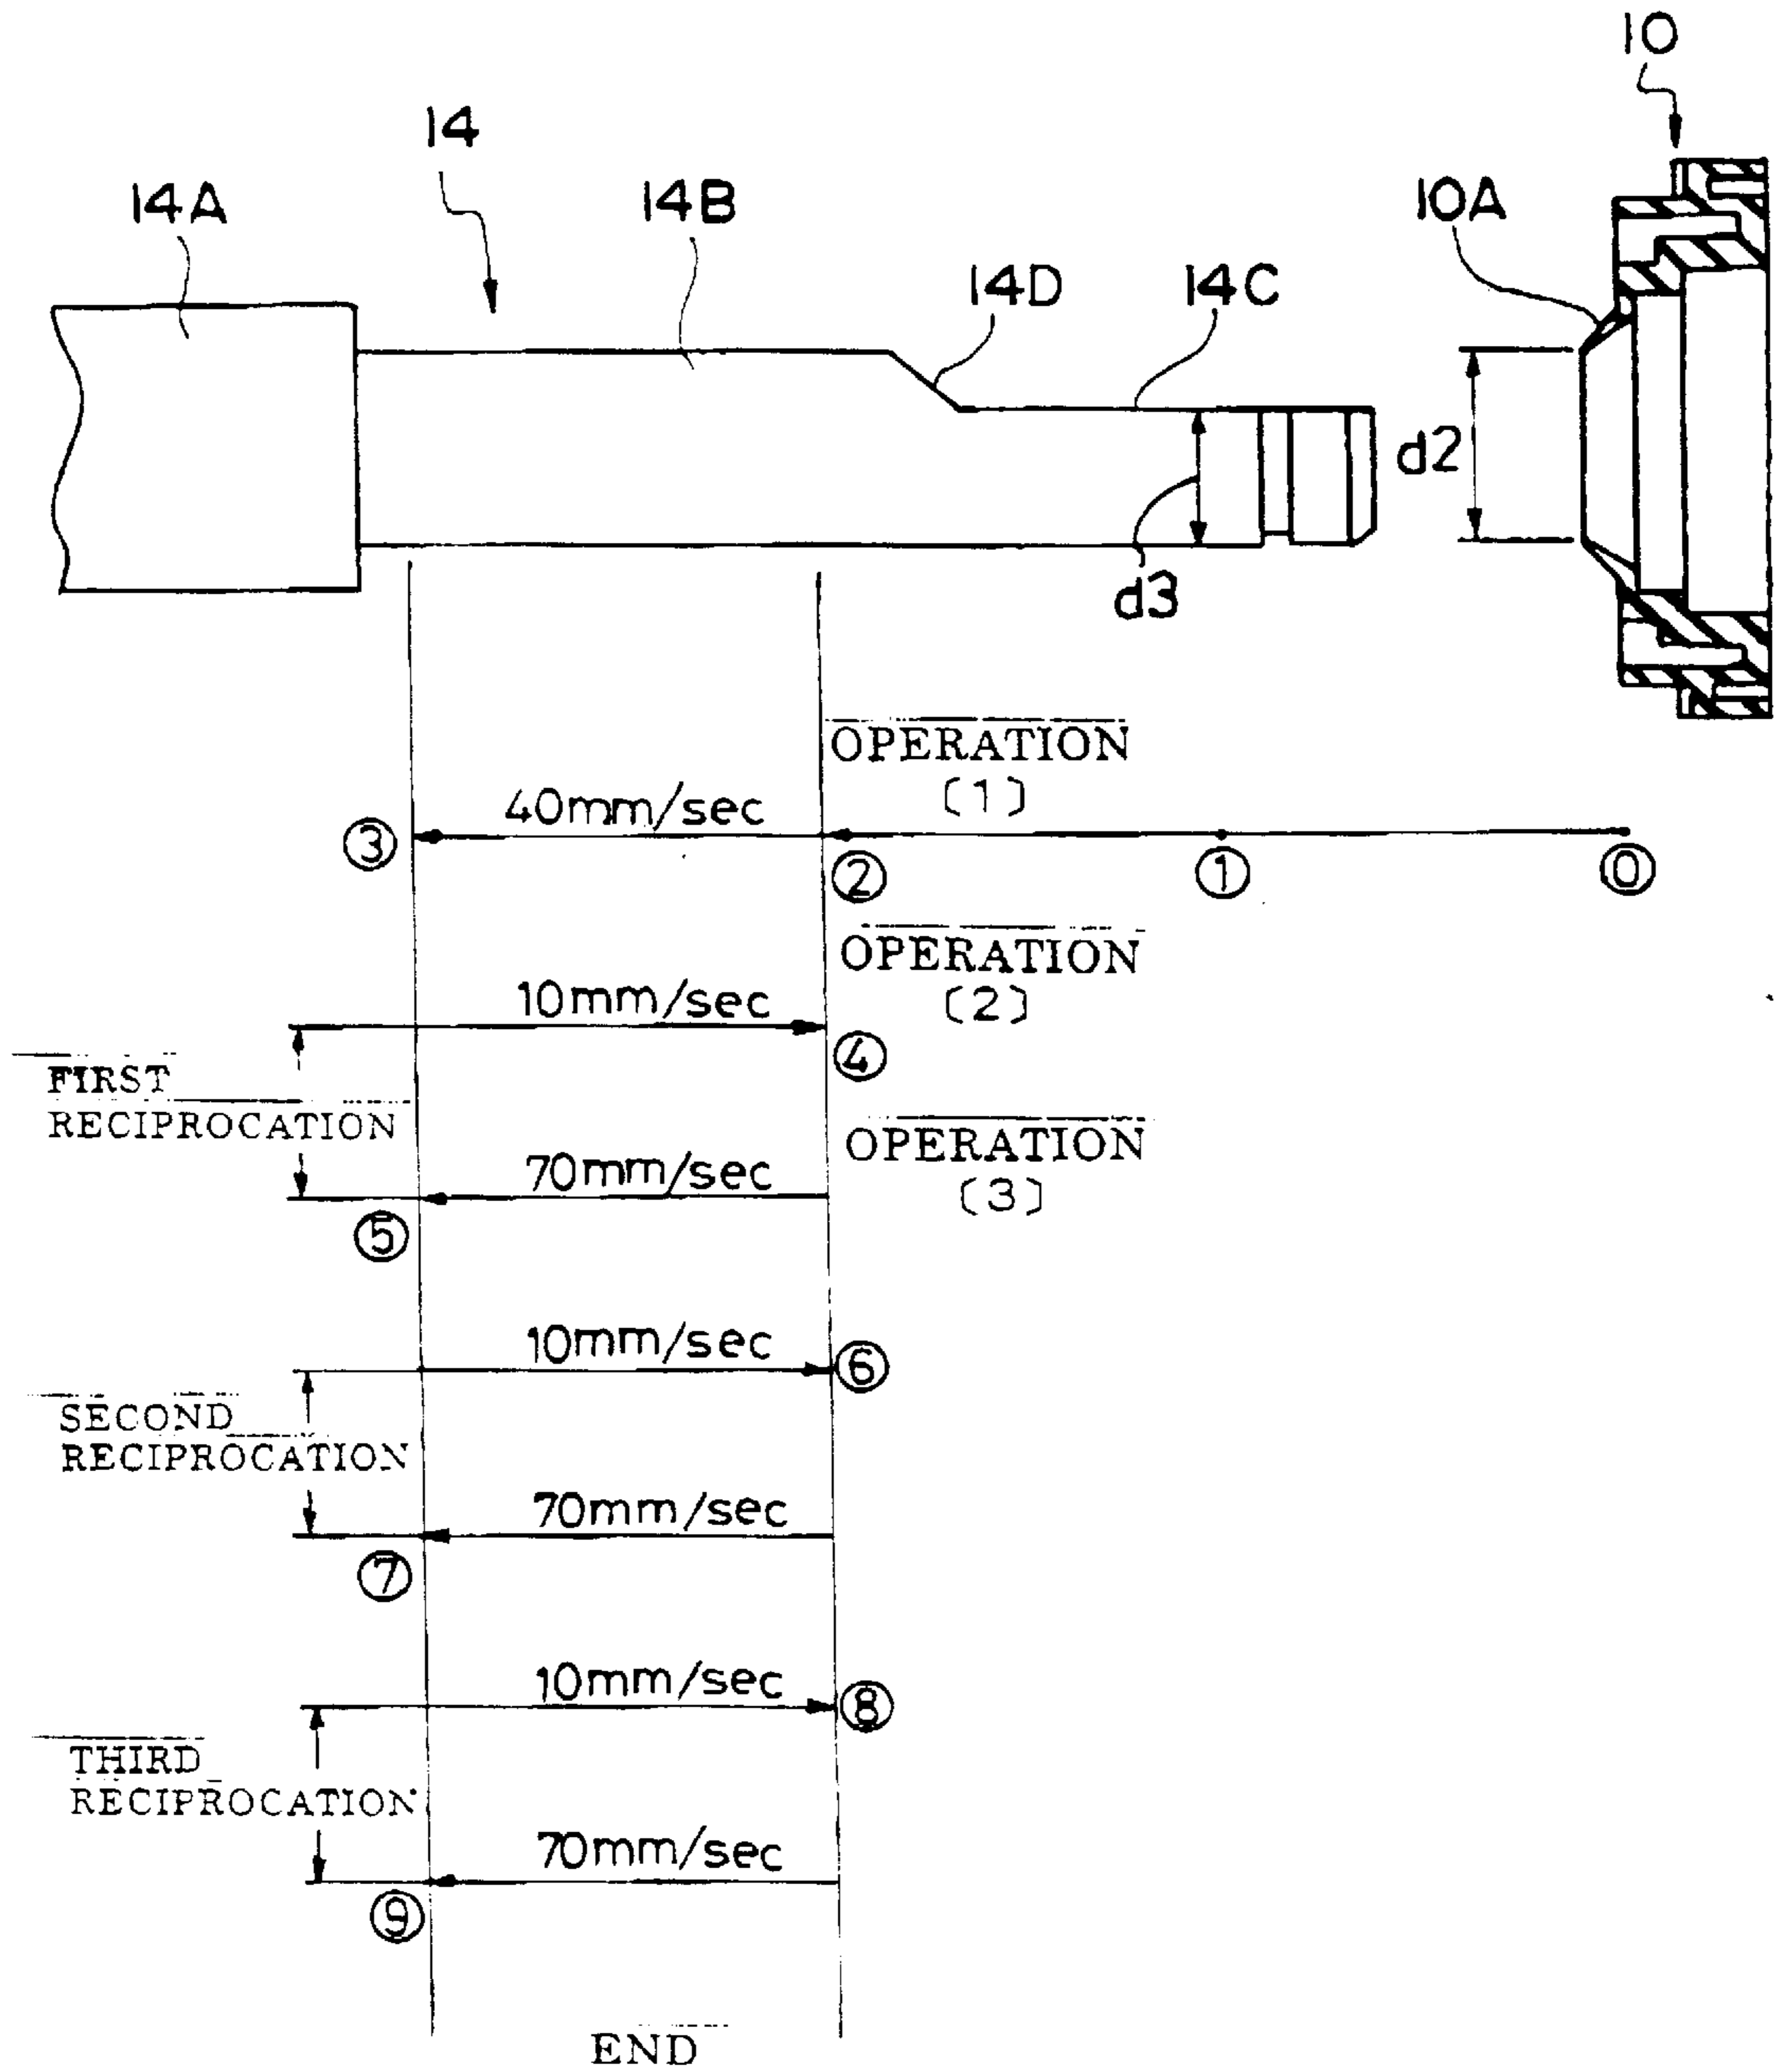 10
14
14A
14B
10A
14D
14C
d2
d3
OPERATION
(1)
40mm/sec
③
②
①
⓪
OPERATION
(2)
10mm/sec
④
FIRST
RECIPROCATION
OPERATION
(3)
70mm/sec
⑤
10mm/sec
⑥
SECOND
RECIPROCATION
70mm/sec
⑦
10mm/sec
⑧
THIRD
RECIPROCATION
70mm/sec
⑨
END